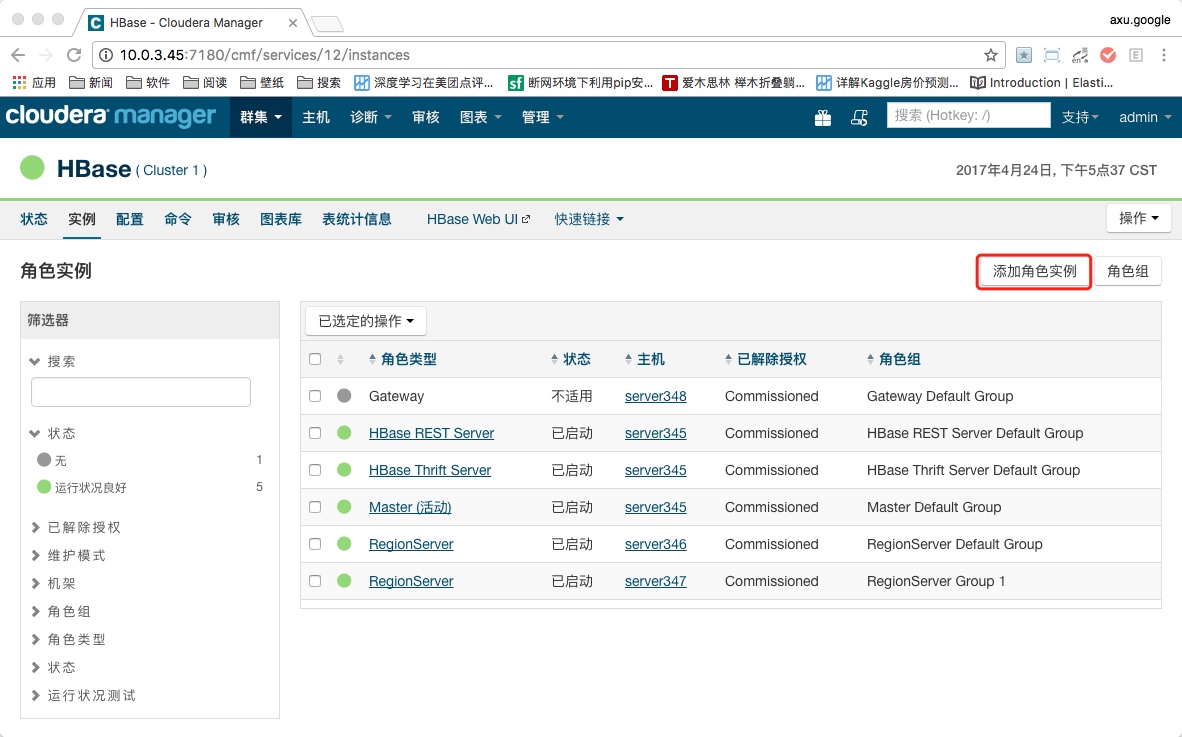 HBase - Cloudera Manager
axu.google
10.0.3.45:7180/cmf/services/12/instances
应用 新闻 软件 阅读 壁纸 搜索 深度学习在美团点评... sf 断网环境下利用pip安... T 爱木思林 榉木折叠躺... 详解Kaggle房价预测... Introduction | Elasti...
cloudera manager 群集 主机 诊断 审核 图表 管理 搜索 (Hotkey: /) 支持 admin
HBase ( Cluster 1 ) 2017年4月24日, 下午5点37 CST
状态 实例 配置 命令 审核 图表库 表统计信息 HBase Web UI 快速链接 操作
角色实例 添加角色实例 角色组
筛选器
搜索
状态
无 1
运行状况良好 5
已解除授权
维护模式
机架
角色组
角色类型
状态
运行状况测试
已选定的操作
角色类型 状态 主机 已解除授权 角色组
Gateway 不适用 server348 Commissioned Gateway Default Group
HBase REST Server 已启动 server345 Commissioned HBase REST Server Default Group
HBase Thrift Server 已启动 server345 Commissioned HBase Thrift Server Default Group
Master (活动) 已启动 server345 Commissioned Master Default Group
RegionServer 已启动 server346 Commissioned RegionServer Default Group
RegionServer 已启动 server347 Commissioned RegionServer Group 1